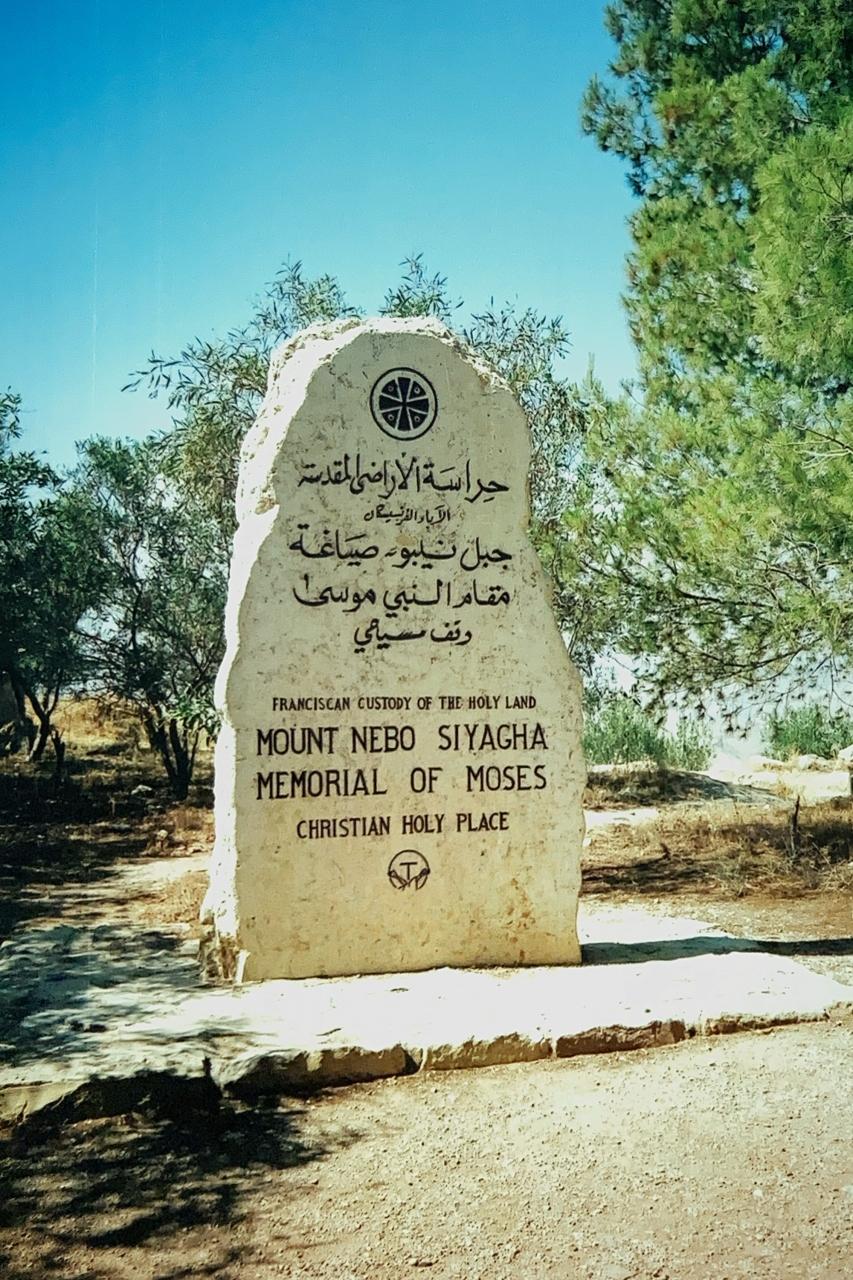 حِراسَة الأراضي المقدسة
الآباء الفرنسيسكان
جبل نيبو - صياغة
مقام النبي موسى
وقف مسيحي
FRANCISCAN CUSTODY OF THE HOLY LAND
MOUNT NEBO SIYAGHA
MEMORIAL OF MOSES
CHRISTIAN HOLY PLACE